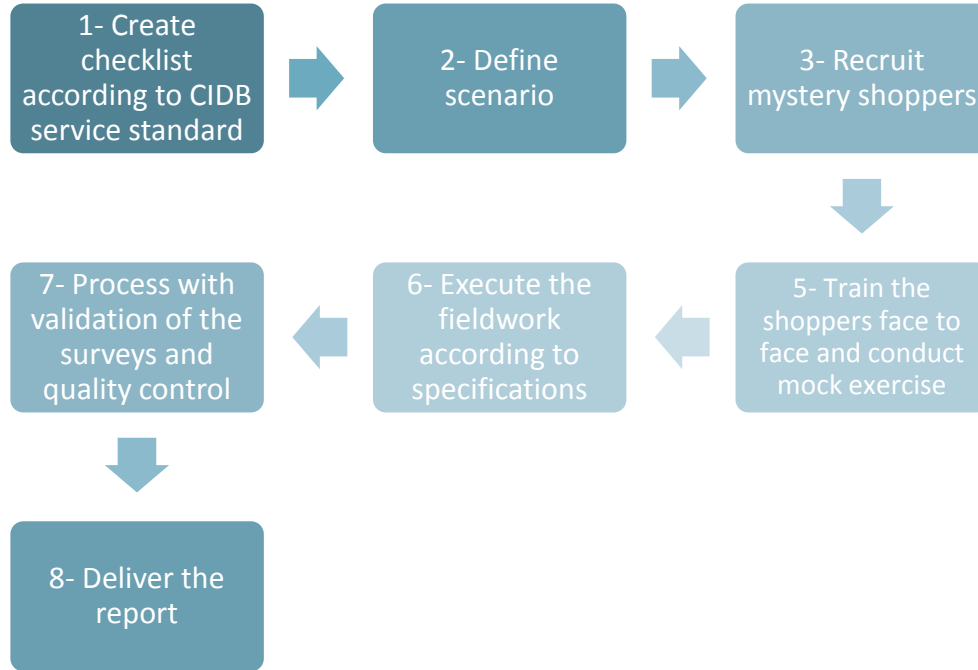 1- Create
checklist
according to CIDB
service standard
2- Define
scenario
3- Recruit
mystery shoppers
5- Train the
shoppers face to
face and conduct
mock exercise
6- Execute the
fieldwork
according to
specifications
7- Process with
validation of the
surveys and
quality control
8- Deliver the
report